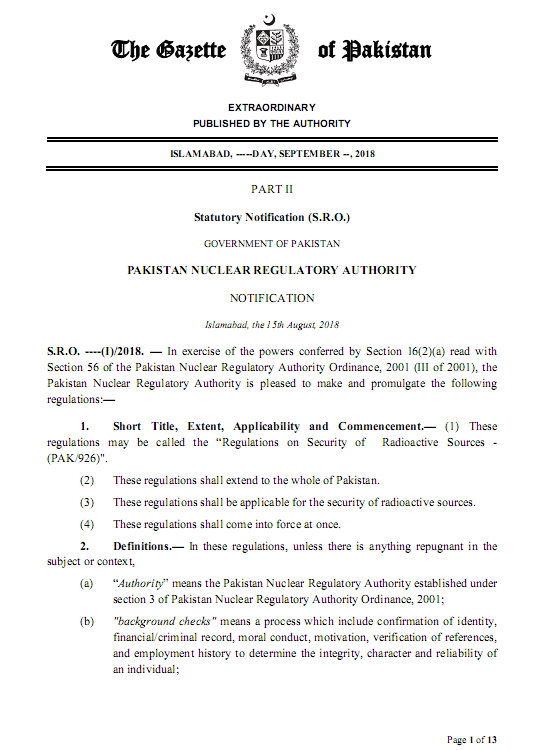 The Gazette of Pakistan
EXTRAORDINARY
PUBLISHED BY THE AUTHORITY
ISLAMABAD, -----DAY, SEPTEMBER --, 2018
PART II
Statutory Notification (S.R.O.)
GOVERNMENT OF PAKISTAN
PAKISTAN NUCLEAR REGULATORY AUTHORITY
NOTIFICATION
Islamabad, the 15th August, 2018
S.R.O. ----(I)/2018. — In exercise of the powers conferred by Section 16(2)(a) read with
Section 56 of the Pakistan Nuclear Regulatory Authority Ordinance, 2001 (III of 2001), the
Pakistan Nuclear Regulatory Authority is pleased to make and promulgate the following
regulations:—
1. Short Title, Extent, Applicability and Commencement.— (1) These
regulations may be called the “Regulations on Security of Radioactive Sources -
(PAK/926)".
(2) These regulations shall extend to the whole of Pakistan.
(3) These regulations shall be applicable for the security of radioactive sources.
(4) These regulations shall come into force at once.
2. Definitions.— In these regulations, unless there is anything repugnant in the
subject or context,
(a) “Authority” means the Pakistan Nuclear Regulatory Authority established under
section 3 of Pakistan Nuclear Regulatory Authority Ordinance, 2001;
(b) "background checks" means a process which include confirmation of identity,
financial/criminal record, moral conduct, motivation, verification of references,
and employment history to determine the integrity, character and reliability of
an individual;
Page 1 of 13